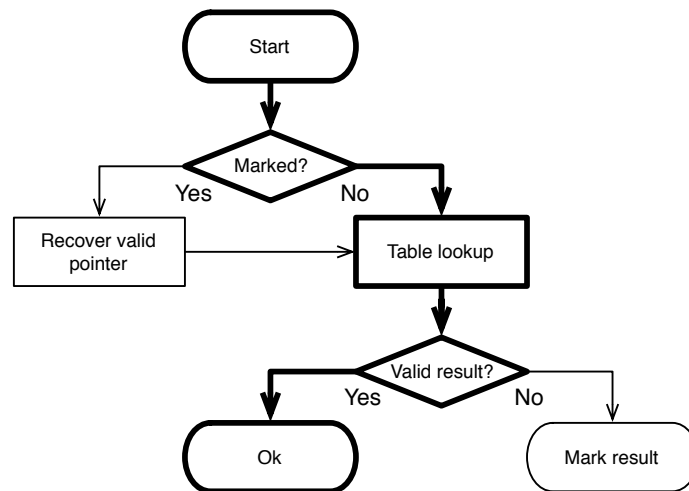 Start
Marked?
Yes
No
Recover valid
pointer
Table lookup
Valid result?
Yes
No
Ok
Mark result